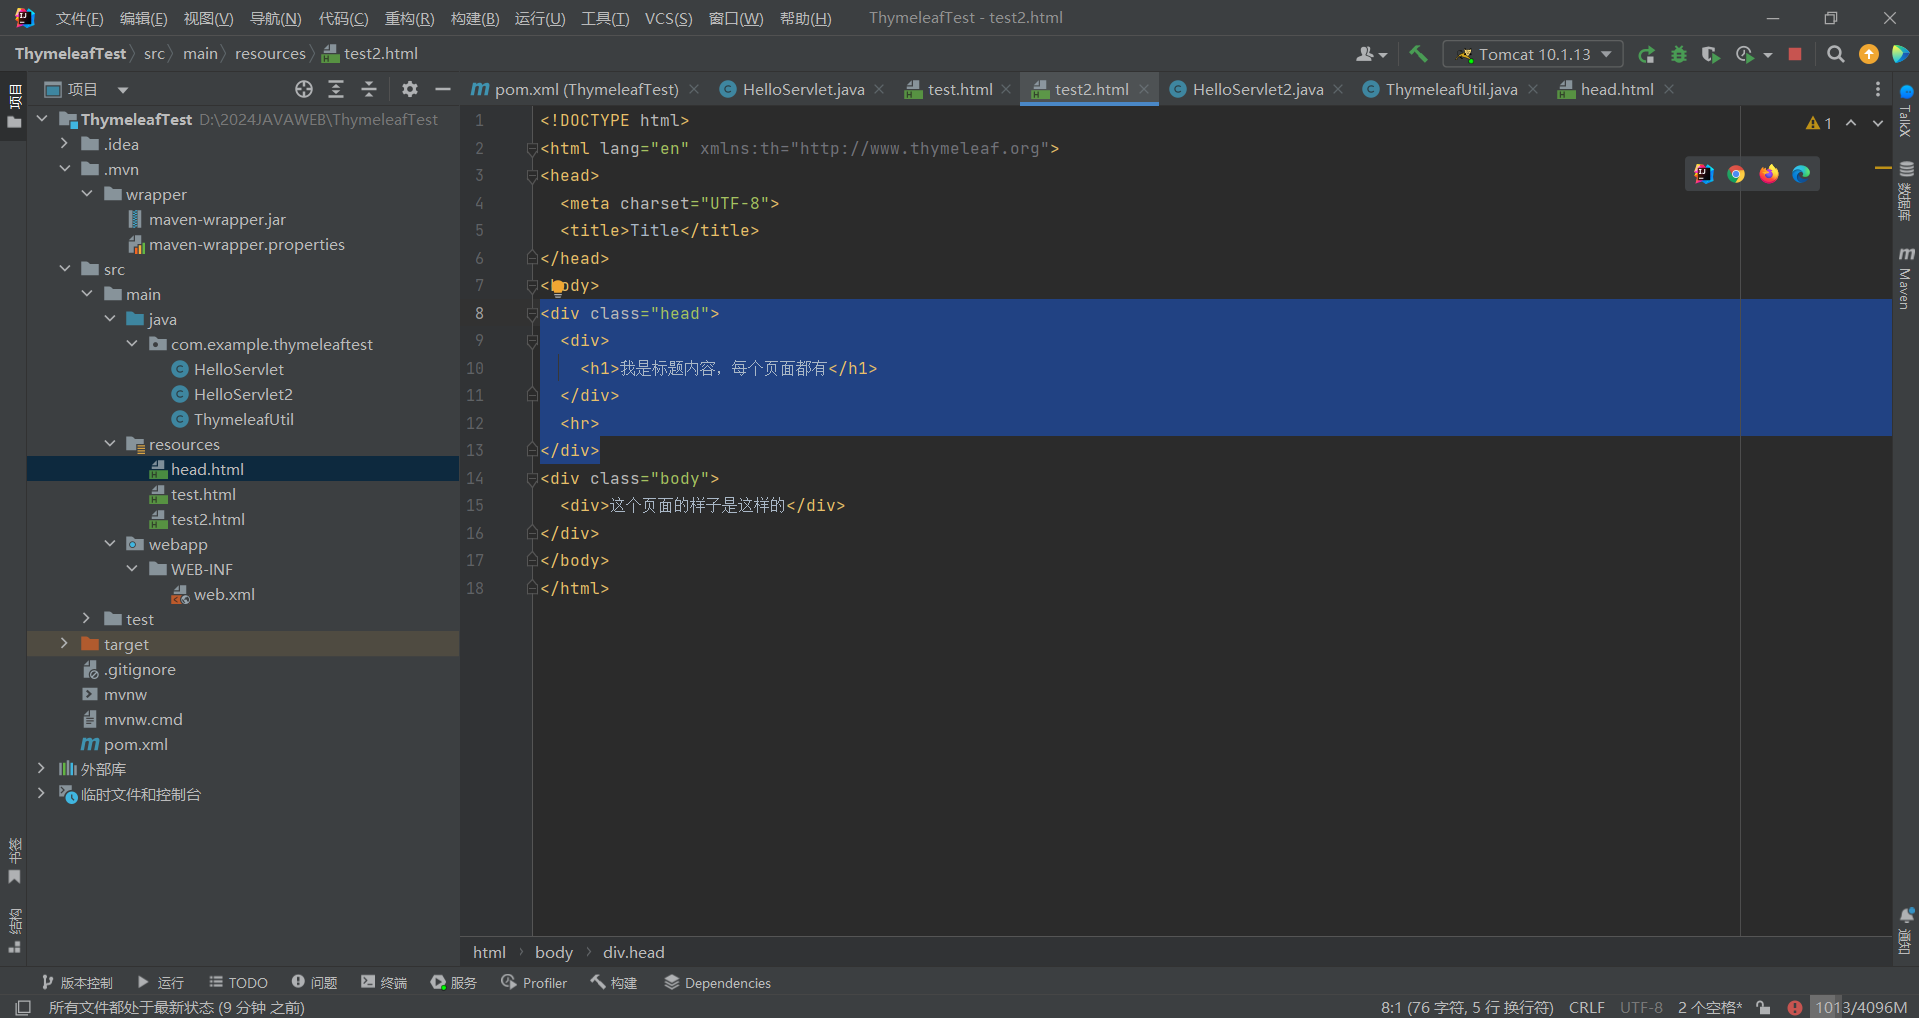 文件(F) 编辑(E) 视图(V) 导航(N) 代码(C) 重构(R) 构建(B) 运行(U) 工具(T) VCS(S) 窗口(W) 帮助(H) ThymeleafTest - test2.html
ThymeleafTest src main resources test2.html
Tomcat 10.1.13
项目
项目
pom.xml (ThymeleafTest) HelloServlet.java test.html test2.html HelloServlet2.java ThymeleafUtil.java head.html
ThymeleafTest D:\2024JAVAWEB\ThymeleafTest
.idea
.mvn
wrapper
maven-wrapper.jar
maven-wrapper.properties
src
main
java
com.example.thymeleaftest
HelloServlet
HelloServlet2
ThymeleafUtil
resources
head.html
test.html
test2.html
webapp
WEB-INF
web.xml
test
target
.gitignore
mvnw
mvnw.cmd
pom.xml
外部库
临时文件和控制台
书签
结构
1 <!DOCTYPE html>
2 <html lang="en" xmlns:th="http://www.thymeleaf.org">
3 <head>
4 <meta charset="UTF-8">
5 <title>Title</title>
6 </head>
7 <body>
8 <div class="head">
9 <div>
10 <h1>我是标题内容，每个页面都有</h1>
11 </div>
12 <hr>
13 </div>
14 <div class="body">
15 <div>这个页面的样子是这样的</div>
16 </div>
17 </body>
18 </html>
1
TalkX
数据库
m Maven
通知
html body div.head
版本控制 运行 TODO 问题 终端 服务 Profiler 构建 Dependencies
所有文件都处于最新状态 (9 分钟 之前)
8:1 (76 字符, 5 行 换行符) CRLF UTF-8 2 个空格* 1013/4096M